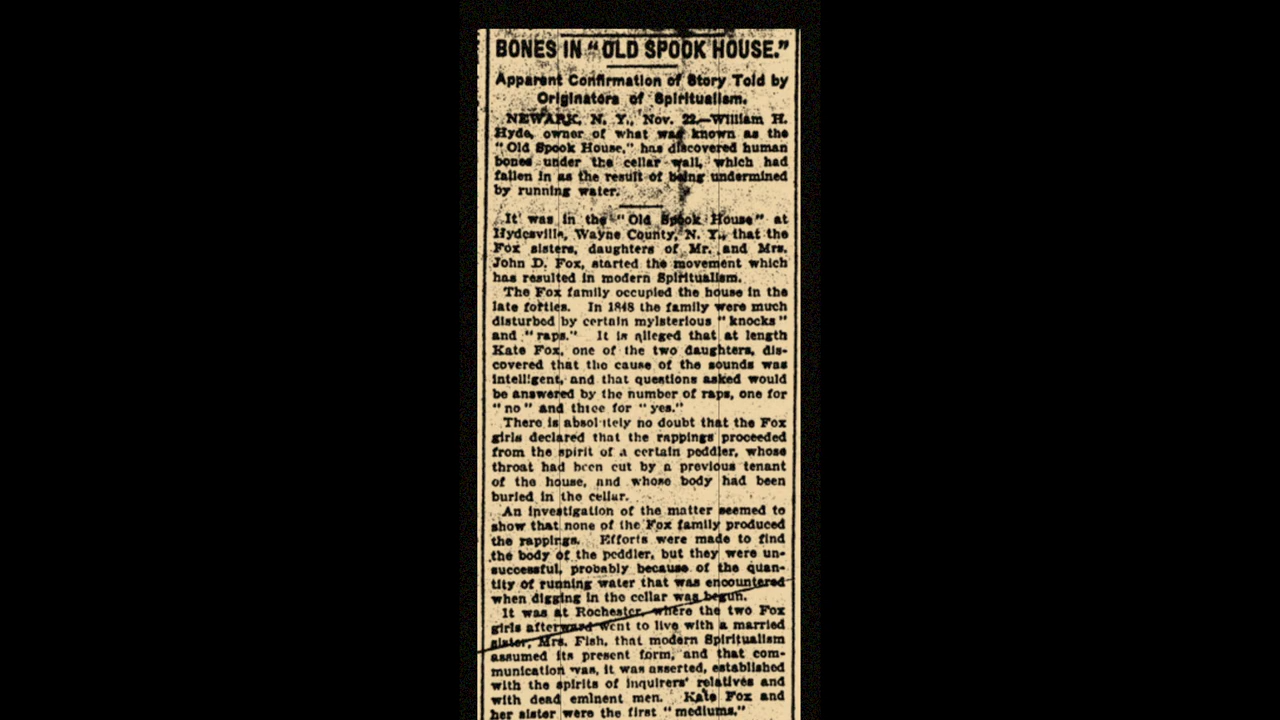 BONES IN "OLD SPOOK HOUSE."
Apparent Confirmation of Story Told by
Originators of Spiritualism.
NEWARK, N. Y., Nov. 22.—William H.
Hyde, owner of what was known as the
"Old Spook House," has discovered human
bones under the cellar wall, which had
fallen in as the result of being undermined
by running water.
It was in the "Old Spook House" at
Hydesville, Wayne County, N. Y., that the
Fox sisters, daughters of Mr. and Mrs.
John D. Fox, started the movement which
has resulted in modern Spiritualism.
The Fox family occupied the house in the
late forties. In 1848 the family were much
disturbed by certain mylsterious "knocks"
and "raps." It is alleged that at length
Kate Fox, one of the two daughters, dis-
covered that the cause of the sounds was
intelligent, and that questions asked would
be answered by the number of raps, one for
"no" and three for "yes."
There is absolutely no doubt that the Fox
girls declared that the rappings proceeded
from the spirit of a certain peddler, whose
throat had been cut by a previous tenant
of the house, and whose body had been
buried in the cellar.
An investigation of the matter seemed to
show that none of the Fox family produced
the rappings. Efforts were made to find
the body of the peddler, but they were un-
successful, probably because of the quan-
tity of running water that was encountered
when digging in the cellar was begun.
It was at Rochester, where the two Fox
girls afterward went to live with a married
sister, Mrs. Fish, that modern Spiritualism
assumed its present form, and that com-
munication was, it was asserted, established
with the spirits of inquirers' relatives and
with dead eminent men. Kate Fox and
her sister were the first "mediums."